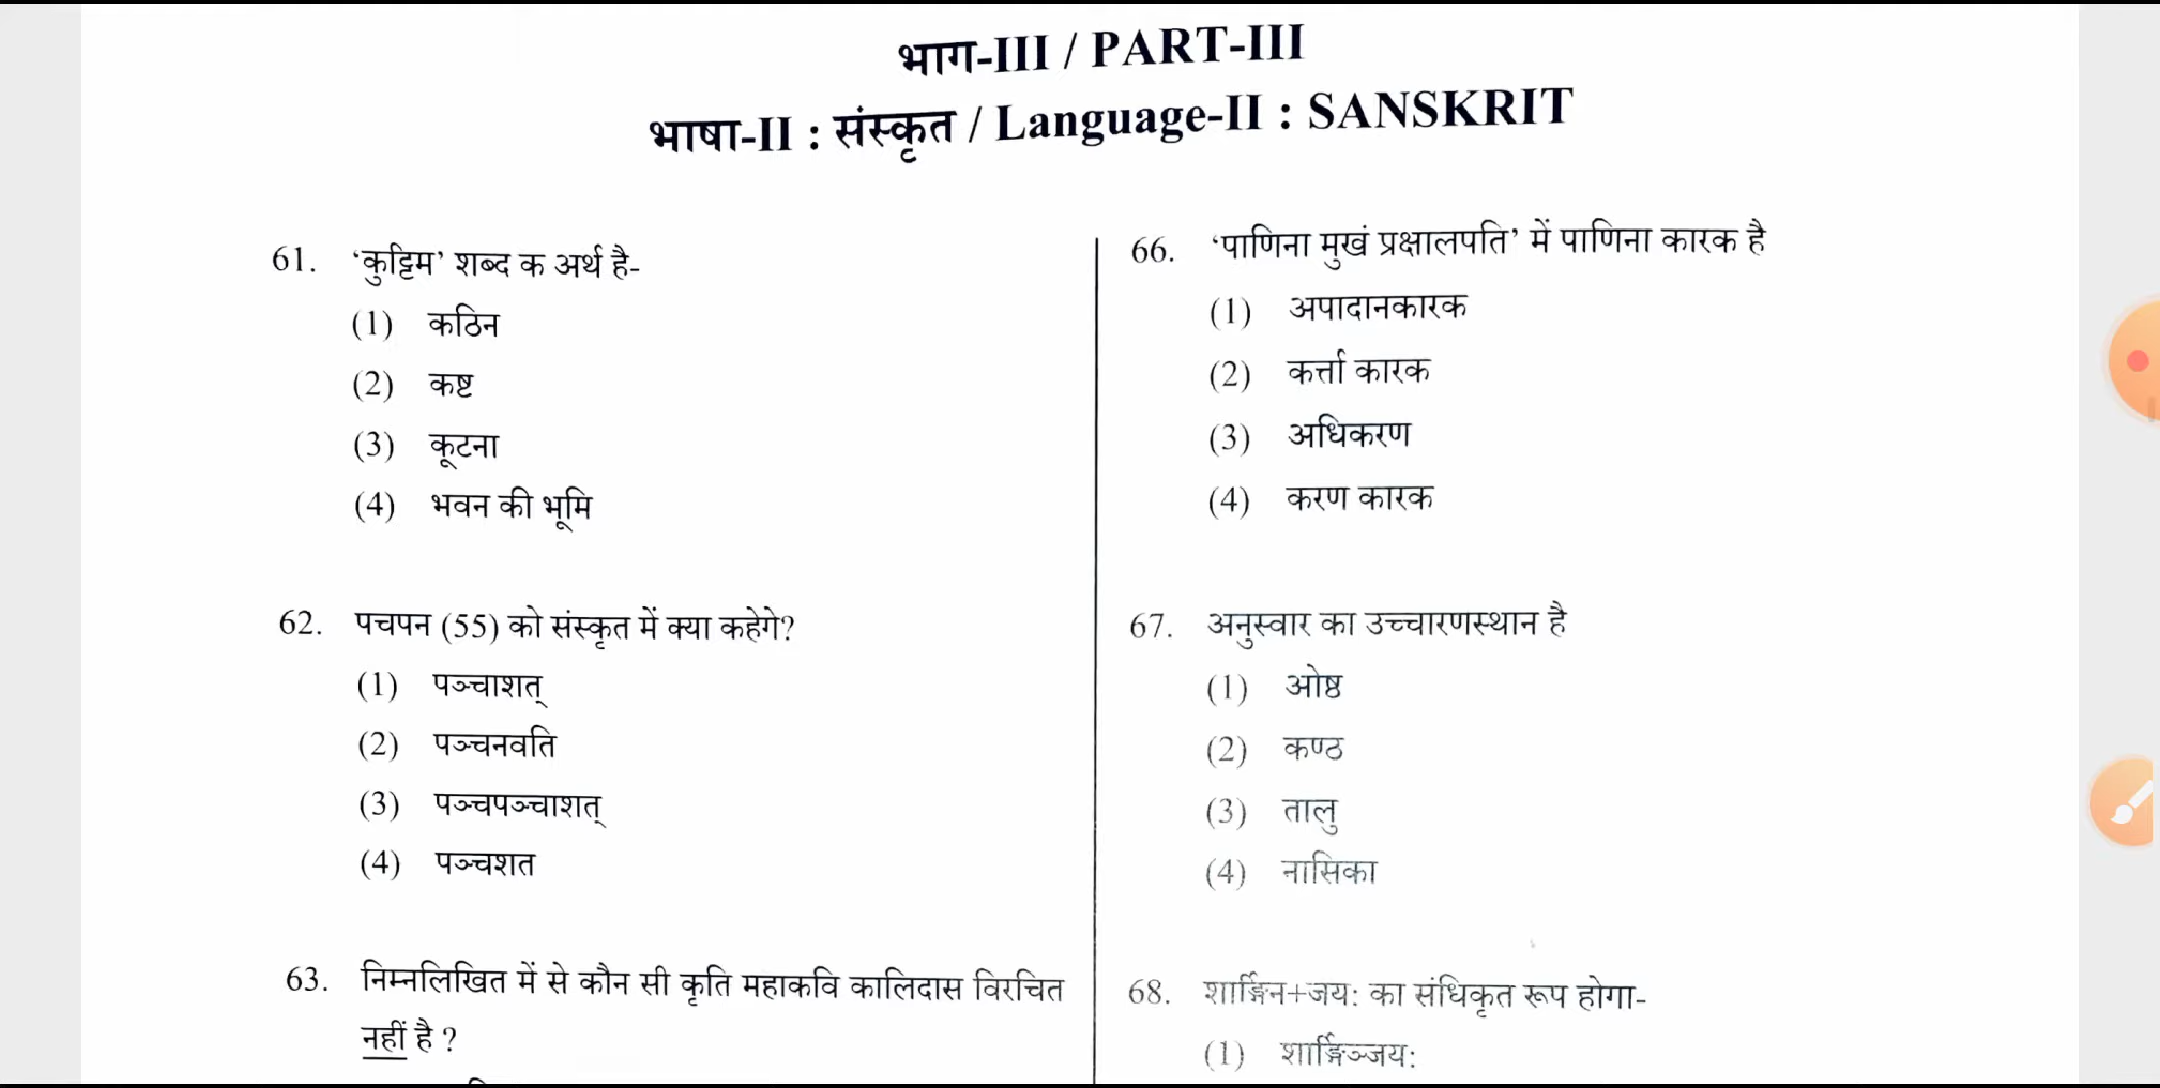 भाग-III / PART-III
भाषा-II : संस्कृत / Language-II : SANSKRIT
61. ‘कुट्टिम’ शब्द क अर्थ है-
(1) कठिन
(2) कष्ट
(3) कूटना
(4) भवन की भूमि
62. पचपन (55) को संस्कृत में क्या कहेगे?
(1) पञ्चाशत्
(2) पञ्चनवति
(3) पञ्चपञ्चाशत्
(4) पञ्चशत
63. निम्नलिखित में से कौन सी कृति महाकवि कालिदास विरचित
नहीं है ?
66. ‘पाणिना मुखं प्रक्षालपति’ में पाणिना कारक है
(1) अपादानकारक
(2) कर्त्ता कारक
(3) अधिकरण
(4) करण कारक
67. अनुस्वार का उच्चारणस्थान है
(1) ओष्ठ
(2) कण्ठ
(3) तालु
(4) नासिका
68. शार्ङ्गिन+जय: का संधिकृत रूप होगा-
(1) शार्ङ्गिञ्जय: